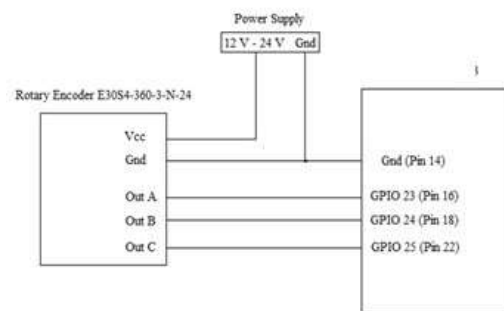 Power Supply
12 V - 24 V Gnd
Rotary Encoder E30S4-360-3-N-24
Vcc
Gnd
Out A
Out B
Out C
Gnd (Pin 14)
GPIO 23 (Pin 16)
GPIO 24 (Pin 18)
GPIO 25 (Pin 22)